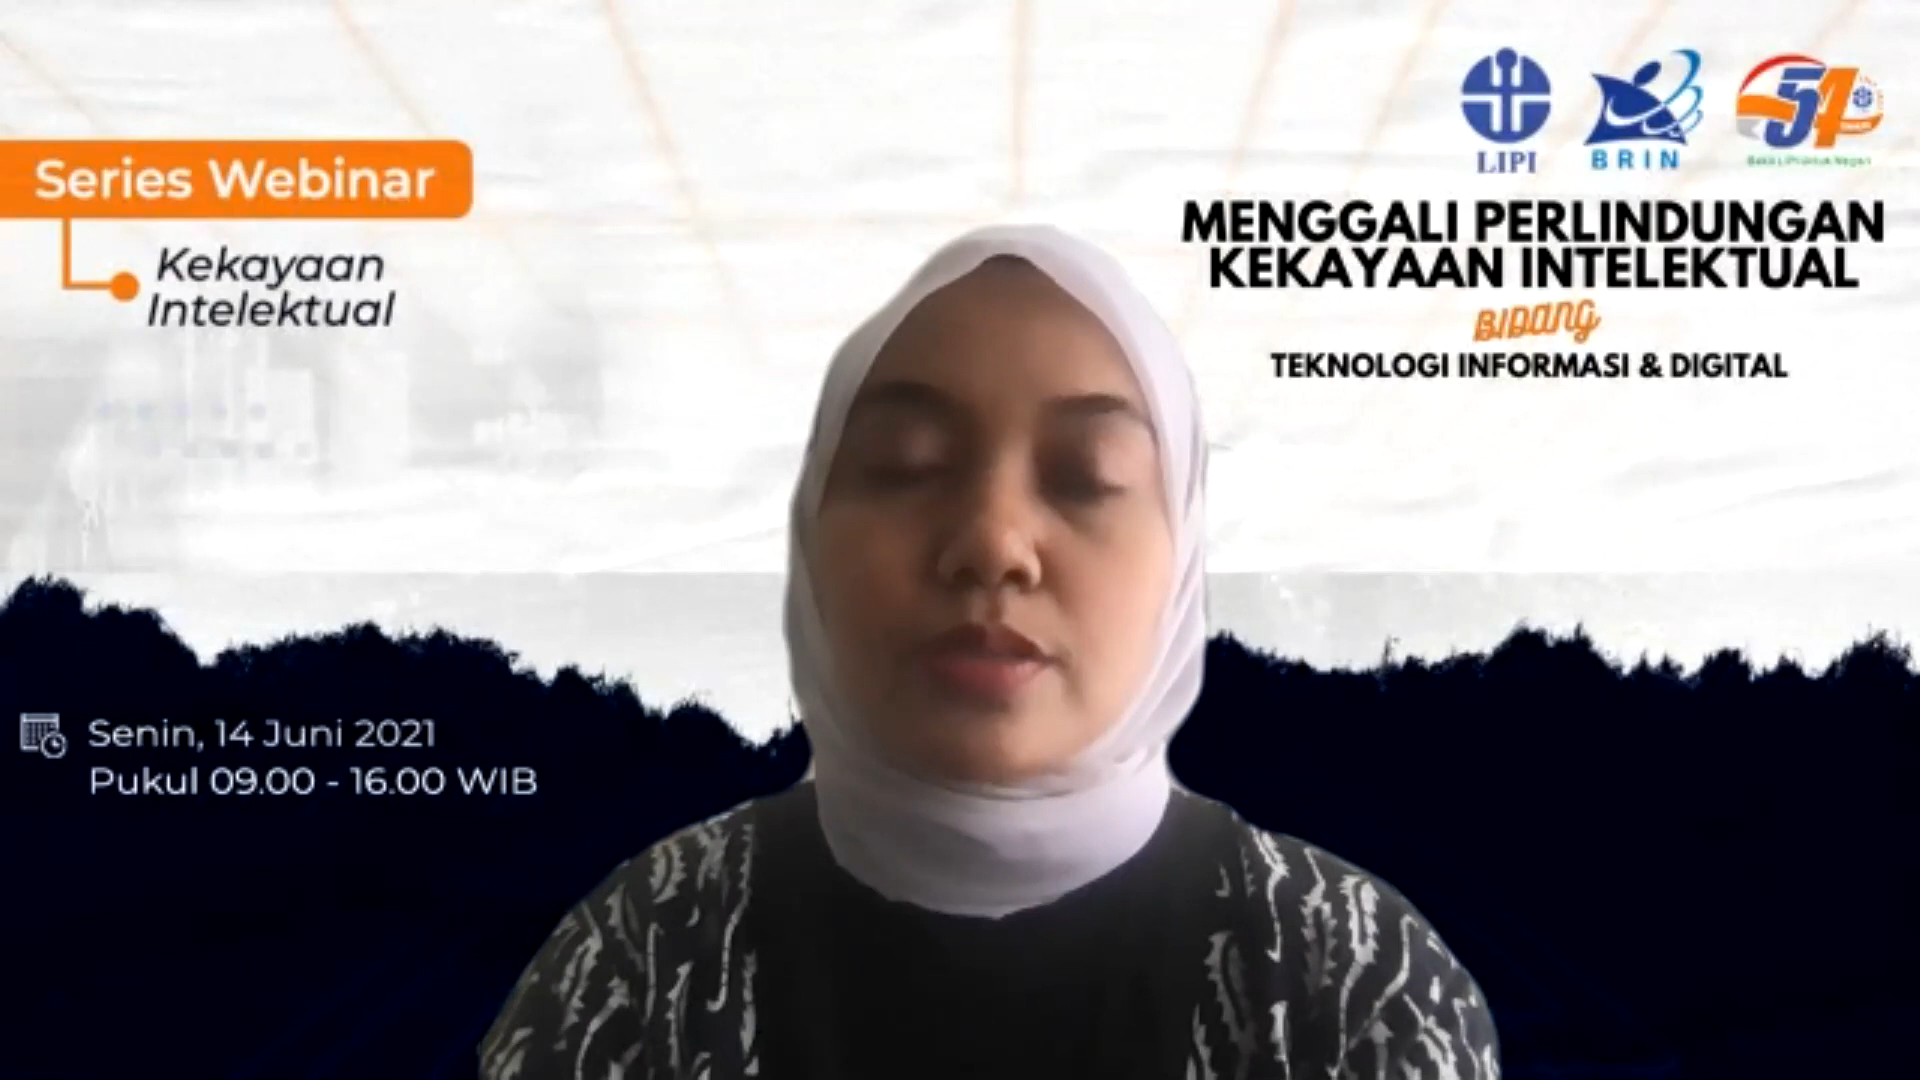 Series Webinar
Kekayaan
Intelektual
LIPI
BRIN
54
MENGGALI PERLINDUNGAN
KEKAYAAN INTELEKTUAL
BIDANG
TEKNOLOGI INFORMASI & DIGITAL
Senin, 14 Juni 2021
Pukul 09.00 - 16.00 WIB